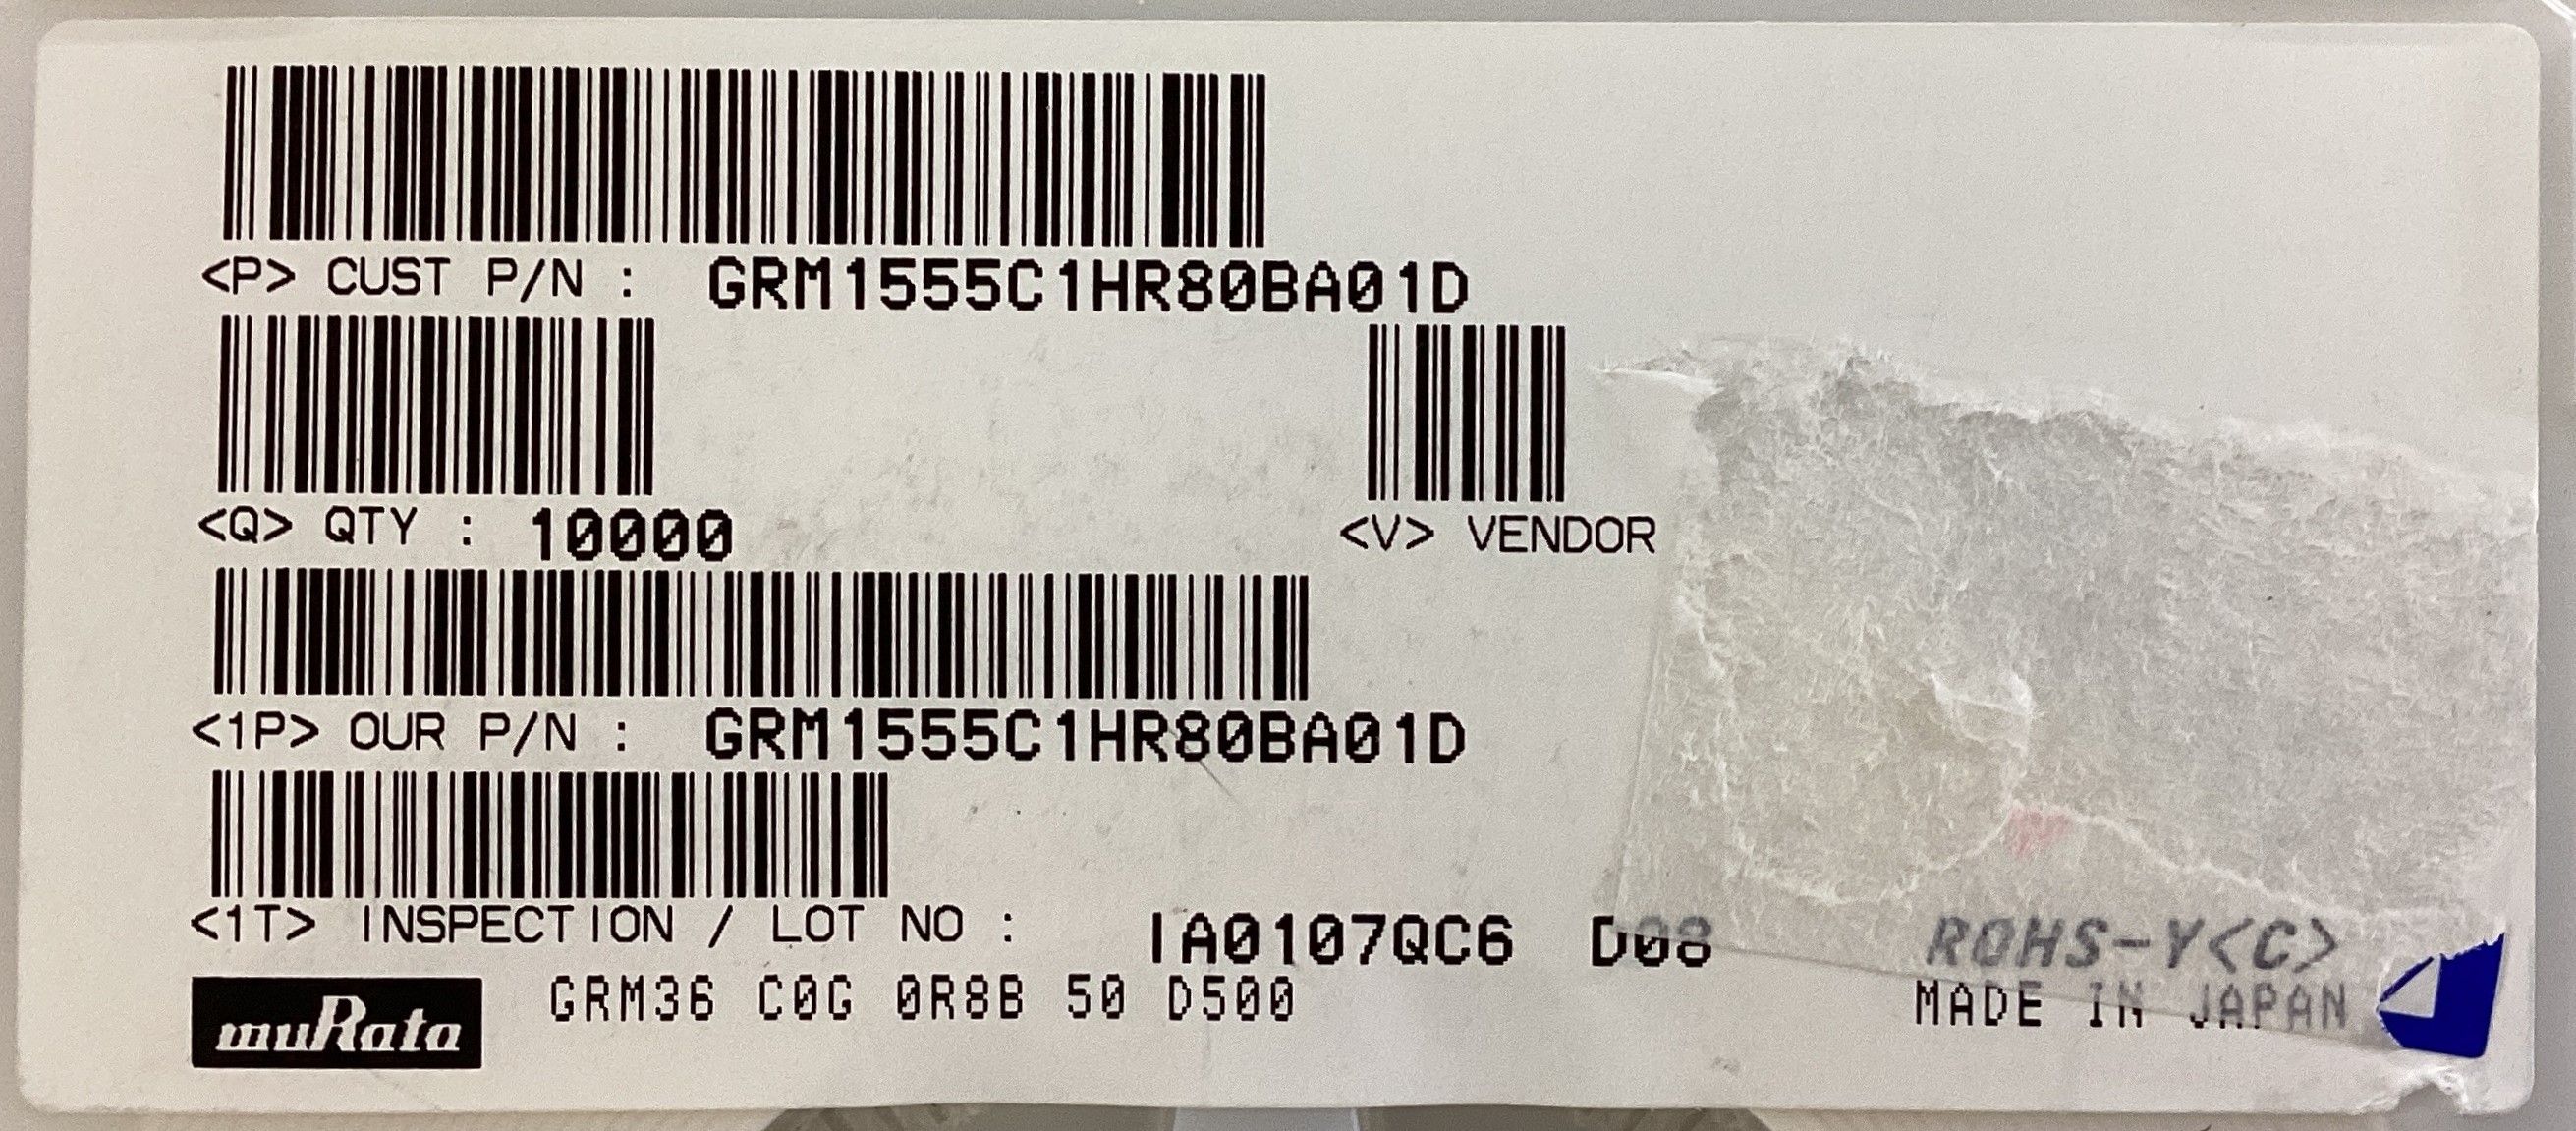 <P> CUST P/N : GRM1555C1HR80BA01D
<Q> QTY : 10000
<V> VENDOR
<1P> OUR P/N : GRM1555C1HR80BA01D
<1T> INSPECTION / LOT NO : IA0107QC6 D08
ROHS-Y<C>
muRata GRM36 C0G 0R8B 50 D500
MADE IN JAPAN